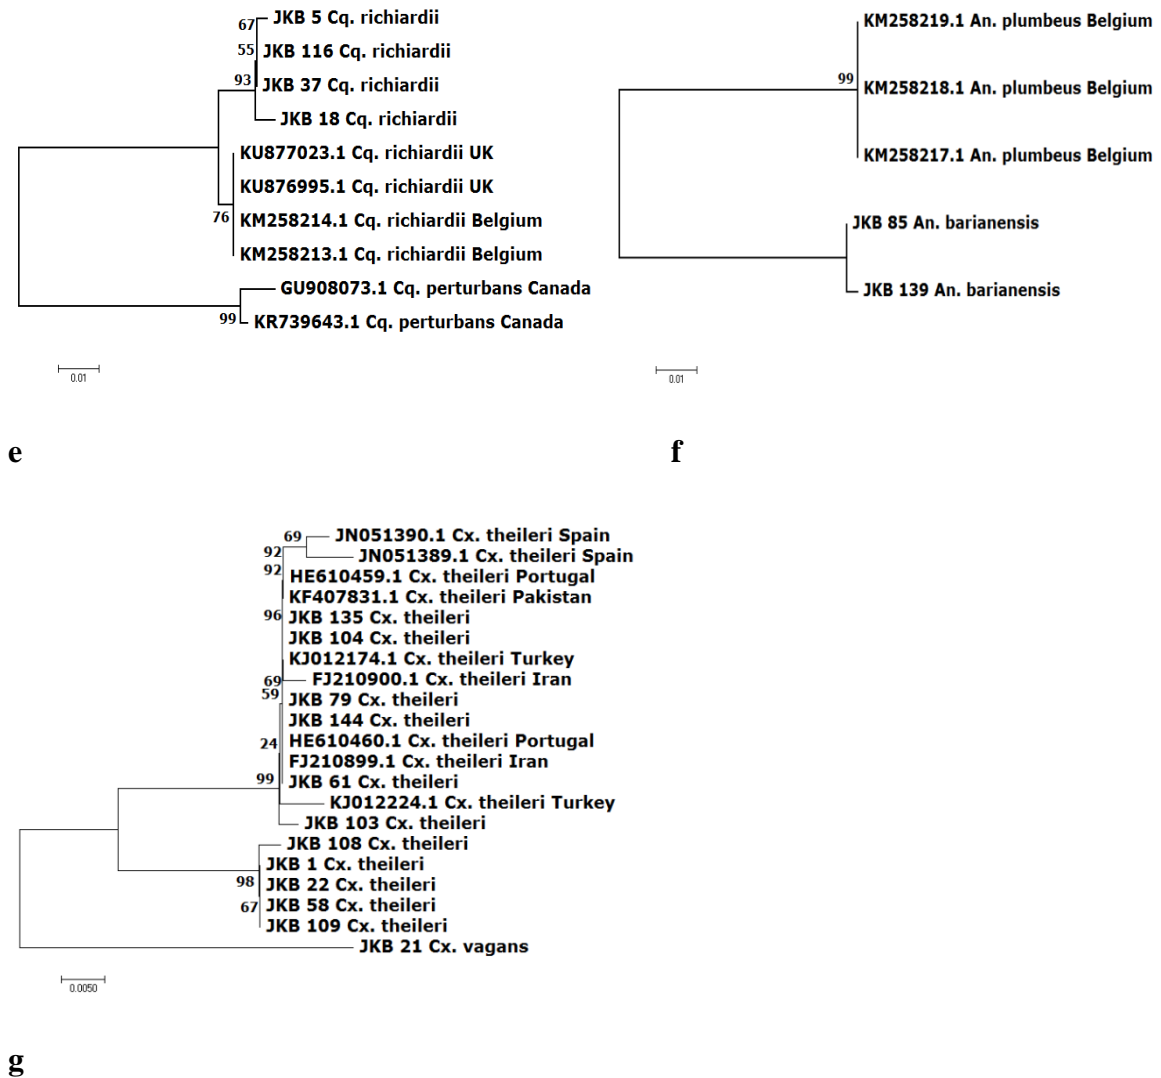 67
JKB 5 Cq. richiardii
55
JKB 116 Cq. richiardii
93
JKB 37 Cq. richiardii
JKB 18 Cq. richiardii
KU877023.1 Cq. richiardii UK
KU876995.1 Cq. richiardii UK
76
KM258214.1 Cq. richiardii Belgium
KM258213.1 Cq. richiardii Belgium
GU908073.1 Cq. perturbans Canada
99
KR739643.1 Cq. perturbans Canada
0.01
e
KM258219.1 An. plumbeus Belgium
99
KM258218.1 An. plumbeus Belgium
KM258217.1 An. plumbeus Belgium
JKB 85 An. barianensis
JKB 139 An. barianensis
0.01
f
69
JN051390.1 Cx. theileri Spain
92
JN051389.1 Cx. theileri Spain
92
HE610459.1 Cx. theileri Portugal
KF407831.1 Cx. theileri Pakistan
96
JKB 135 Cx. theileri
JKB 104 Cx. theileri
KJ012174.1 Cx. theileri Turkey
69
FJ210900.1 Cx. theileri Iran
59
JKB 79 Cx. theileri
JKB 144 Cx. theileri
24
HE610460.1 Cx. theileri Portugal
FJ210899.1 Cx. theileri Iran
99
JKB 61 Cx. theileri
KJ012224.1 Cx. theileri Turkey
JKB 103 Cx. theileri
JKB 108 Cx. theileri
JKB 1 Cx. theileri
98
JKB 22 Cx. theileri
67
JKB 58 Cx. theileri
JKB 109 Cx. theileri
JKB 21 Cx. vagans
0.0050
g